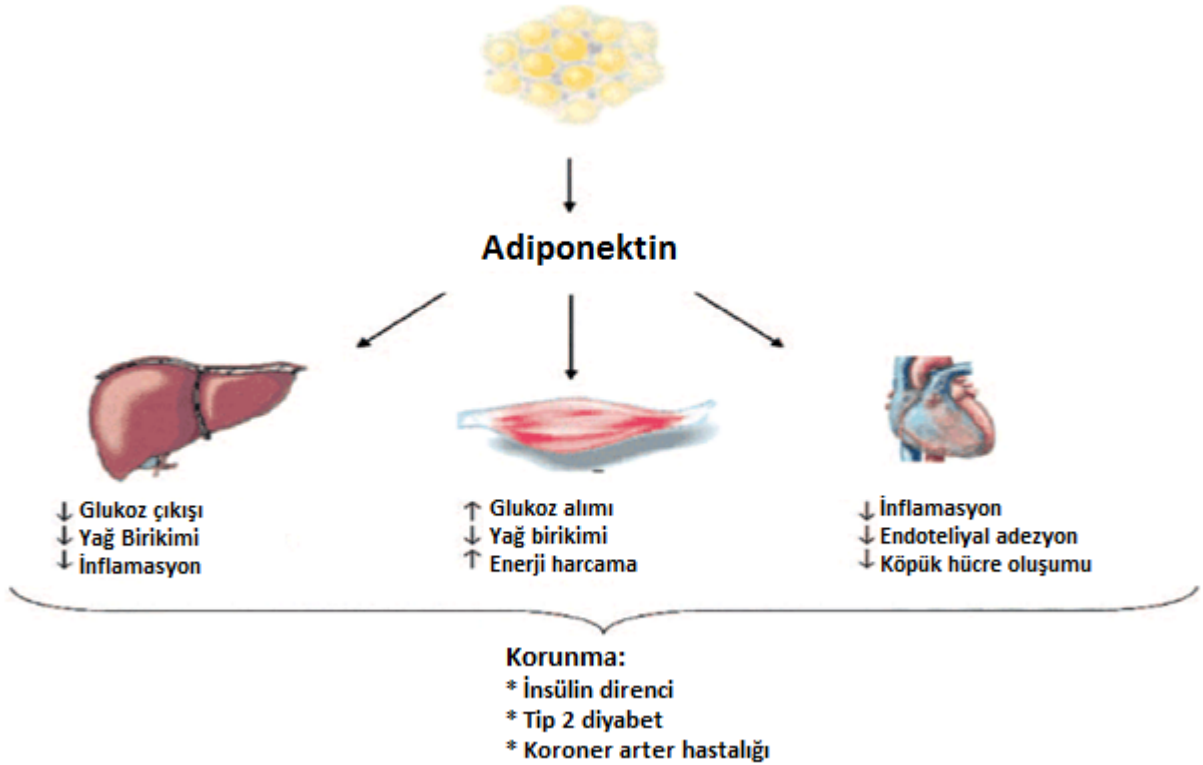 Adiponektin
↓ Glukoz çıkışı
↓ Yağ Birikimi
↓ İnflamasyon
↑ Glukoz alımı
↓ Yağ birikimi
↑ Enerji harcama
↓ İnflamasyon
↓ Endoteliyal adezyon
↓ Köpük hücre oluşumu
Korunma:
* İnsülin direnci
* Tip 2 diyabet
* Koroner arter hastalığı